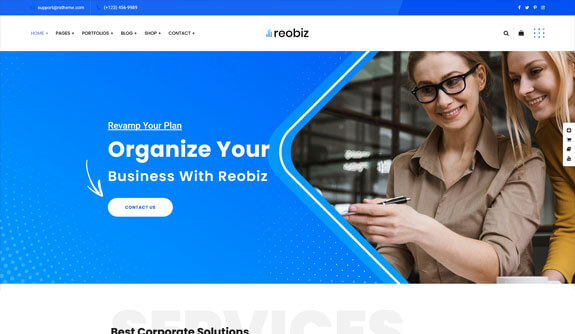 support@rstheme.com (+123) 456-9989
HOME + PAGES + PORTFOLIOS + BLOG + SHOP + CONTACT +
reobiz
Revamp Your Plan
Organize Your
Business With Reobiz
CONTACT US
SERVICES
Best Corporate Solutions